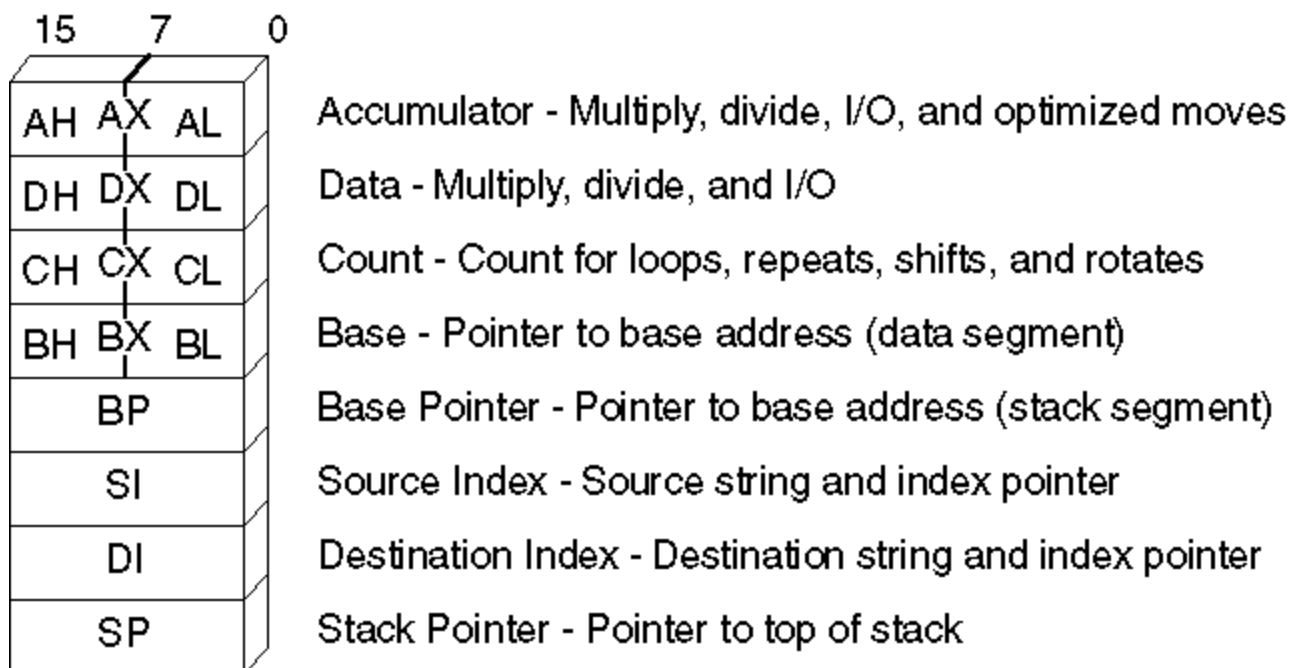 15 7 0
AH AX AL Accumulator - Multiply, divide, I/O, and optimized moves
DH DX DL Data - Multiply, divide, and I/O
CH CX CL Count - Count for loops, repeats, shifts, and rotates
BH BX BL Base - Pointer to base address (data segment)
BP Base Pointer - Pointer to base address (stack segment)
SI Source Index - Source string and index pointer
DI Destination Index - Destination string and index pointer
SP Stack Pointer - Pointer to top of stack